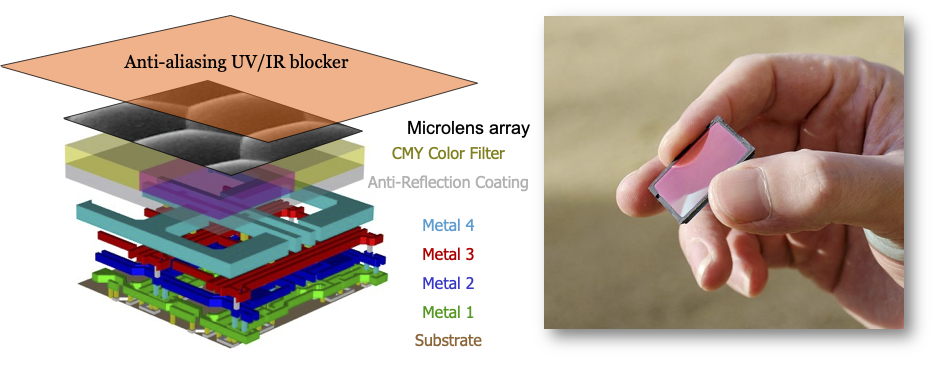 Anti-aliasing UV/IR blocker
Microlens array
CMY Color Filter
Anti-Reflection Coating
Metal 4
Metal 3
Metal 2
Metal 1
Substrate